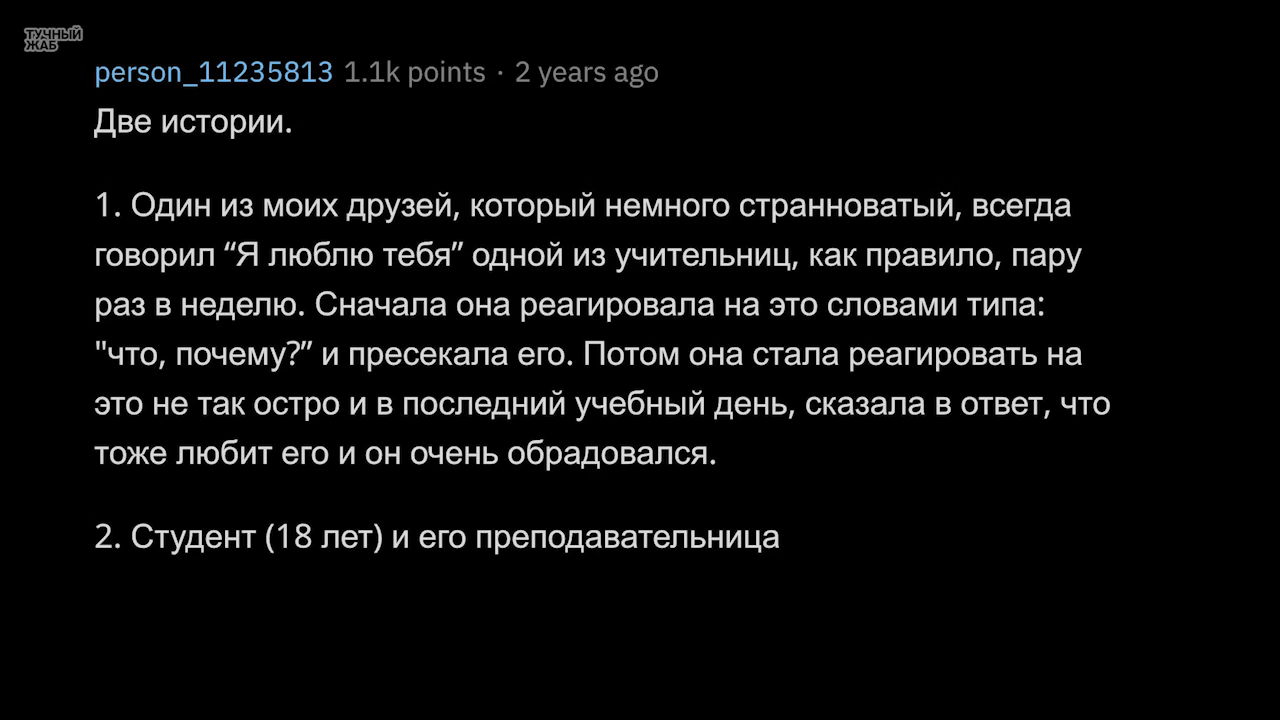 ТУЧНЫЙ
ЖАБ
person_11235813 1.1k points · 2 years ago
Две истории.
1. Один из моих друзей, который немного странноватый, всегда
говорил “Я люблю тебя” одной из учительниц, как правило, пару
раз в неделю. Сначала она реагировала на это словами типа:
"что, почему?” и пресекала его. Потом она стала реагировать на
это не так остро и в последний учебный день, сказала в ответ, что
тоже любит его и он очень обрадовался.
2. Студент (18 лет) и его преподавательница